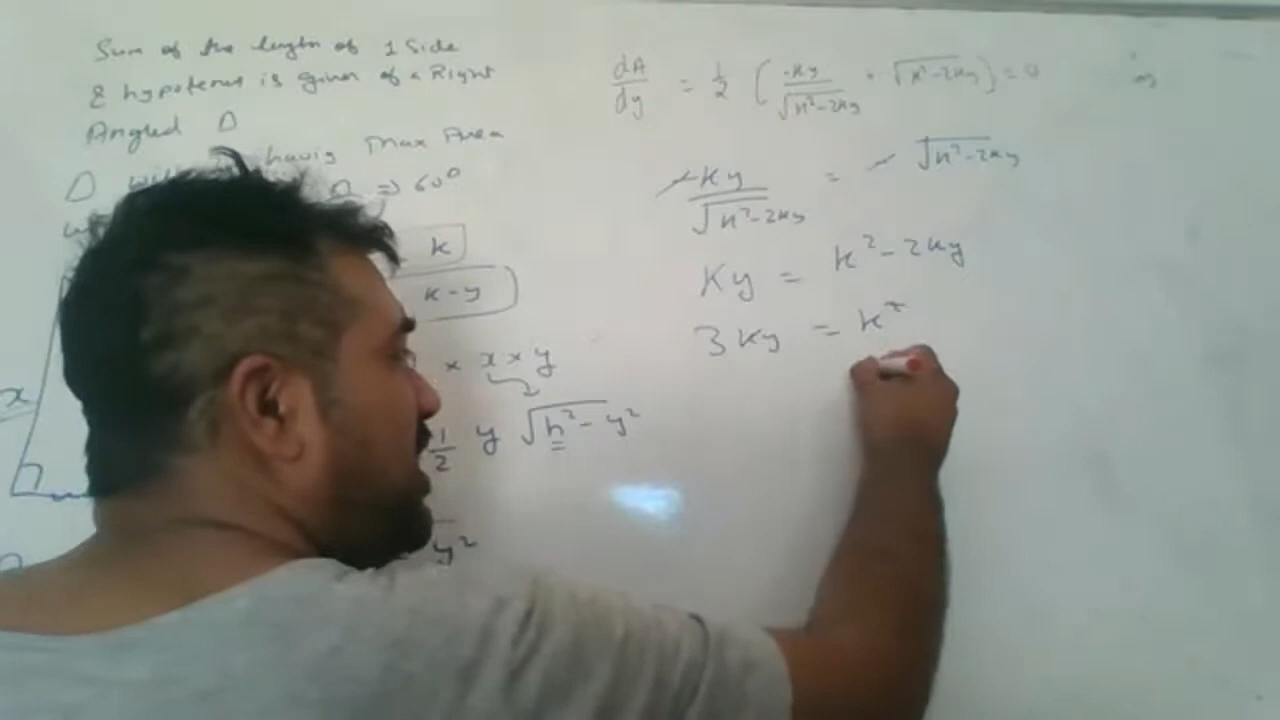 Sum of the length of 1 Side
& hypotenus is given of a Right
Angled Δ
Δ having Max Area
⇒ 60°
k
k-y
x
× x × y
1/2 y √h²-y²
y²
dA/dy = 1/2 (-Ky/√K²-2Ky + √K²-2Ky) = 0
-Ky/√K²-2Ky = - √K²-2Ky
Ky = K²-2Ky
3Ky = K²